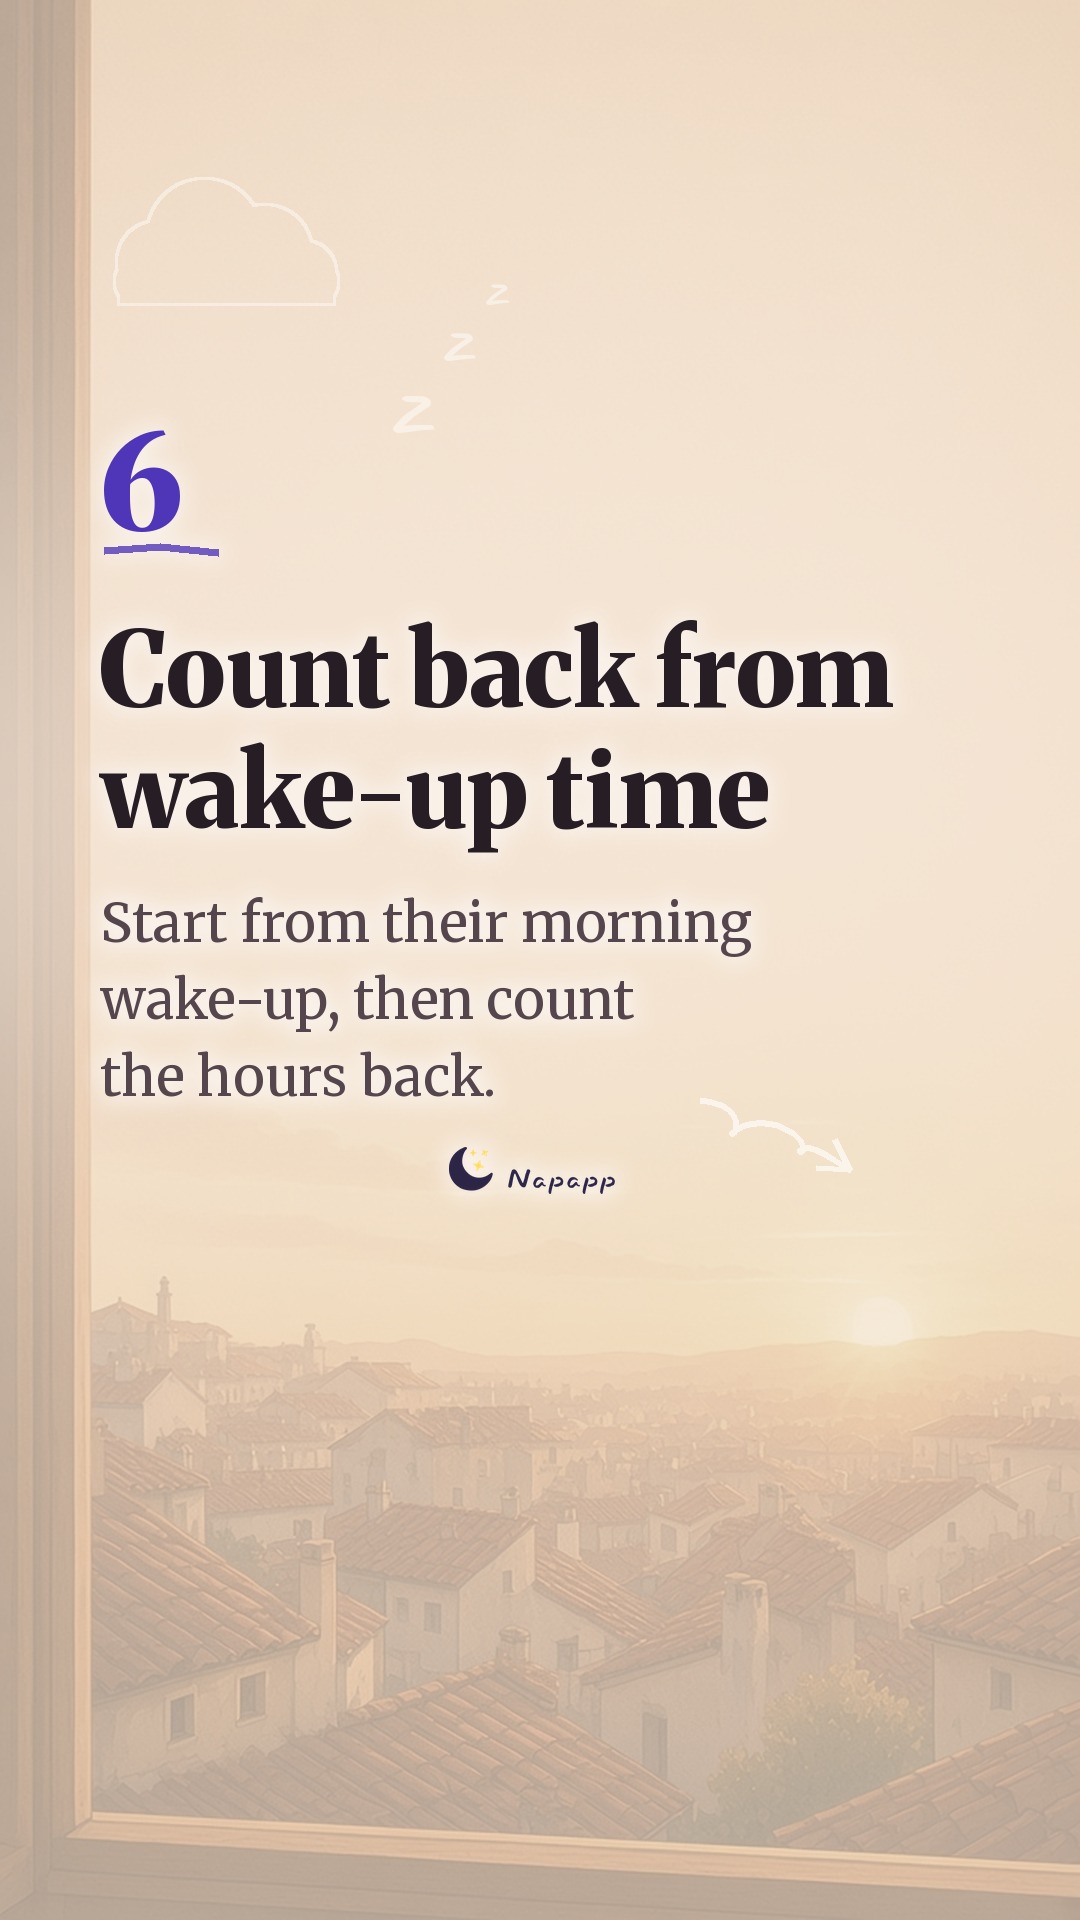 z
z
z
6
Count back from
wake-up time
Start from their morning
wake-up, then count
the hours back.
Napapp